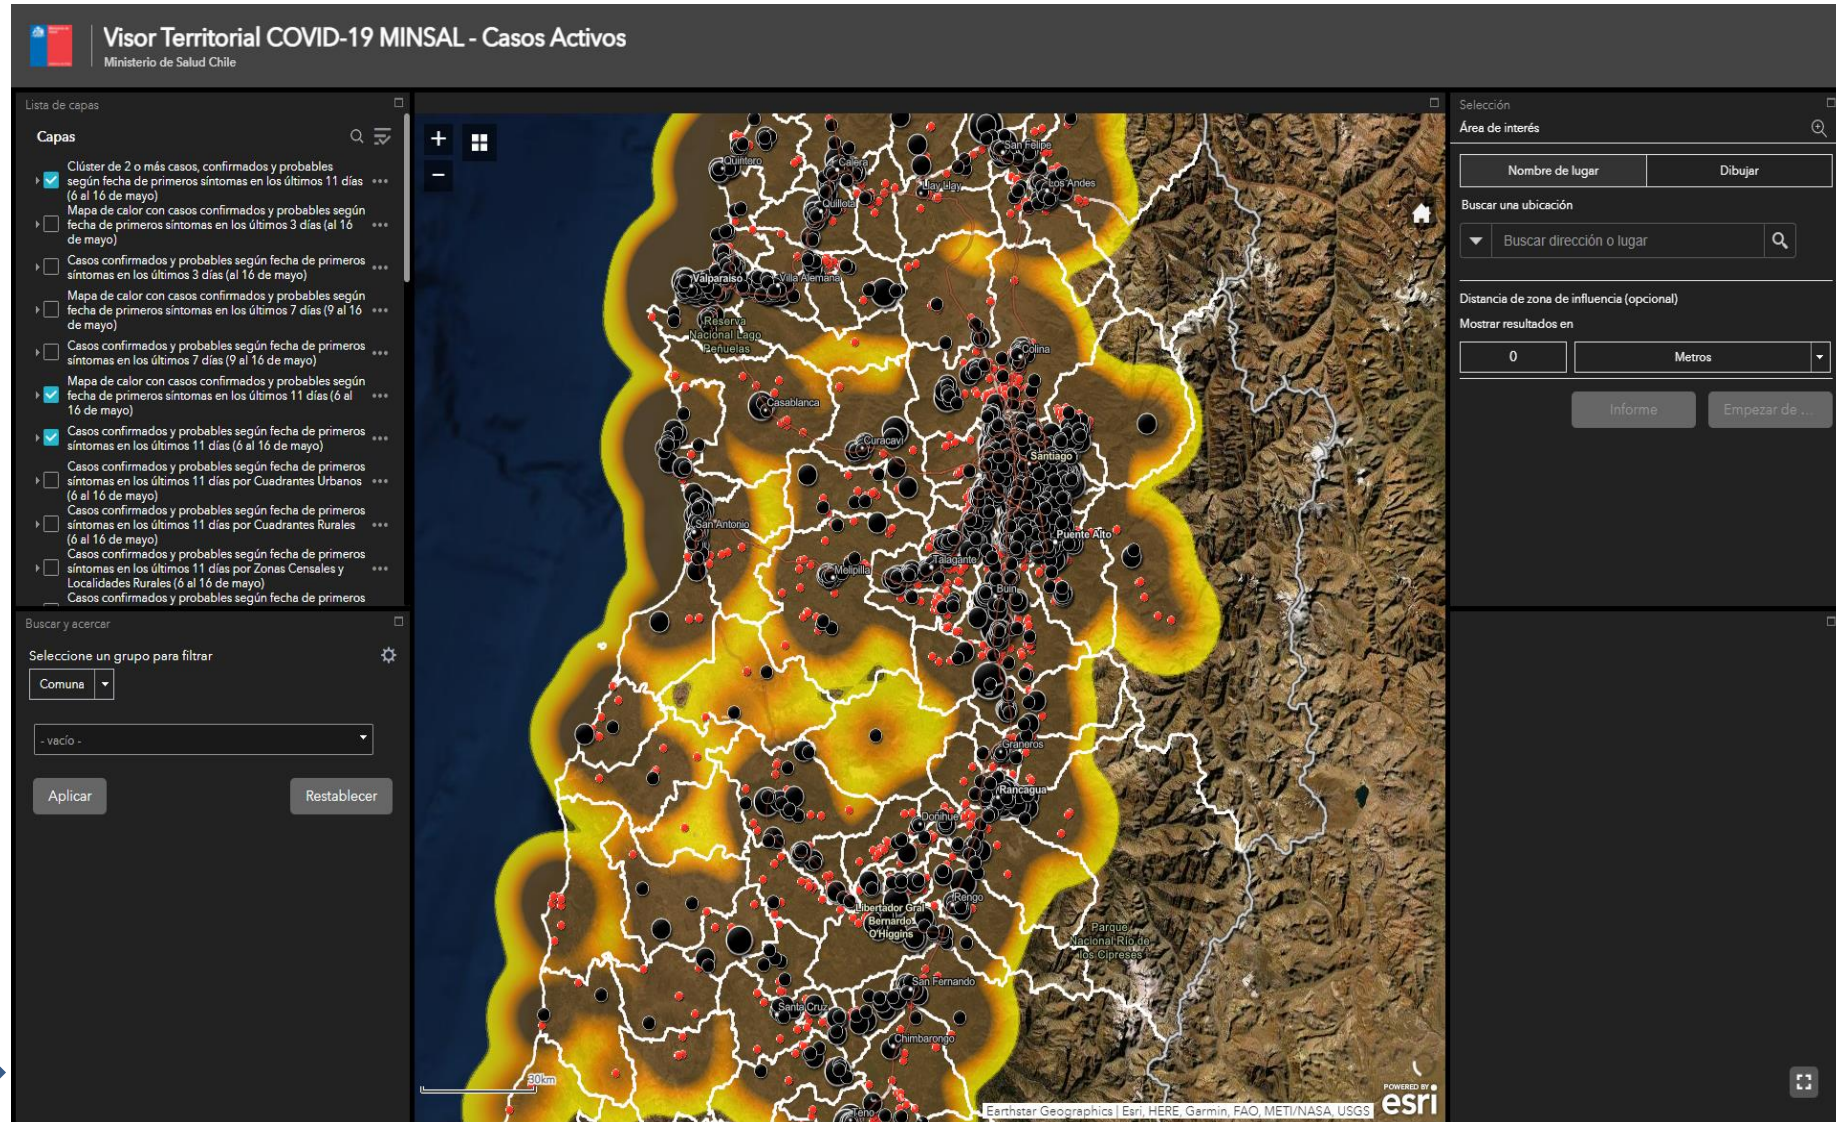 Visor Territorial COVID-19 MINSAL - Casos Activos
Ministerio de Salud Chile
Lista de capas
Capas
Clúster de 2 o más casos, confirmados y probables
según fecha de primeros síntomas en los últimos 11 días
(6 al 16 de mayo)
Mapa de calor con casos confirmados y probables según
fecha de primeros síntomas en los últimos 3 días (al 16
de mayo)
Casos confirmados y probables según fecha de primeros
síntomas en los últimos 3 días (al 16 de mayo)
Mapa de calor con casos confirmados y probables según
fecha de primeros síntomas en los últimos 7 días (9 al 16
de mayo)
Casos confirmados y probables según fecha de primeros
síntomas en los últimos 7 días (9 al 16 de mayo)
Mapa de calor con casos confirmados y probables según
fecha de primeros síntomas en los últimos 11 días (6 al
16 de mayo)
Casos confirmados y probables según fecha de primeros
síntomas en los últimos 11 días (6 al 16 de mayo)
Casos confirmados y probables según fecha de primeros
síntomas en los últimos 11 días por Cuadrantes Urbanos
(6 al 16 de mayo)
Casos confirmados y probables según fecha de primeros
síntomas en los últimos 11 días por Cuadrantes Rurales
(6 al 16 de mayo)
Casos confirmados y probables según fecha de primeros
síntomas en los últimos 11 días por Zonas Censales y
Localidades Rurales (6 al 16 de mayo)
Casos confirmados y probables según fecha de primeros
Buscar y acercar
Seleccione un grupo para filtrar
Comuna
- vacío -
Aplicar
Restablecer
+
−
Quintero
Calera
San Felipe
Llay Llay
Los Andes
Quillota
Valparaíso
Villa Alemana
Reserva
Nacional Lago
Peñuelas
Colina
Casablanca
Curacaví
Santiago
San Antonio
Puente Alto
Talagante
Melipilla
Buin
Graneros
Rancagua
Doñihue
Rengo
Libertador Gral
Bernardo
O'Higgins
Parque
Nacional Río de
los Cipreses
San Fernando
Santa Cruz
Chimbarongo
Teno
30km
Earthstar Geographics | Esri, HERE, Garmin, FAO, METI/NASA, USGS
POWERED BY
esri
Selección
Área de interés
Nombre de lugar
Dibujar
Buscar una ubicación
Buscar dirección o lugar
Distancia de zona de influencia (opcional)
Mostrar resultados en
0
Metros
Informe
Empezar de ...